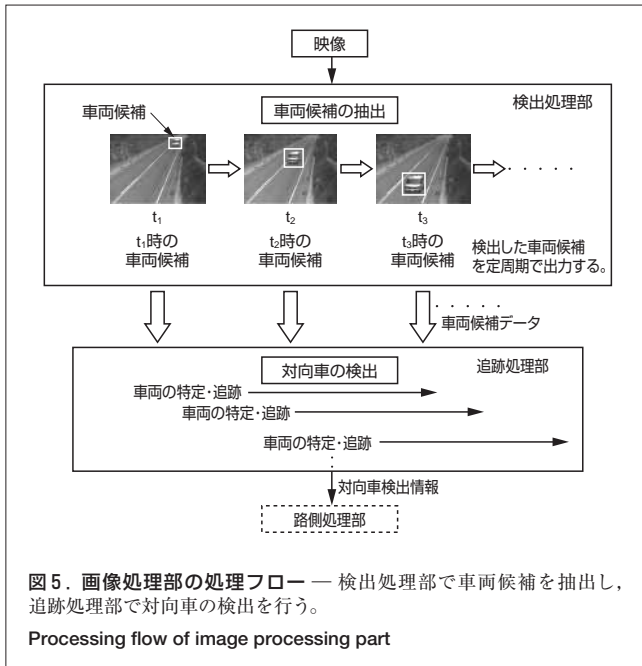 映像
検出処理部
車両候補の抽出
車両候補
t1
t2
t3
・・・・・
t1時の
車両候補
t2時の
車両候補
t3時の
車両候補
検出した車両候補
を定周期で出力する。
・・・・・
車両候補データ
追跡処理部
対向車の検出
車両の特定・追跡
車両の特定・追跡
車両の特定・追跡
対向車検出情報
路側処理部
図5．画像処理部の処理フロー ― 検出処理部で車両候補を抽出し，
追跡処理部で対向車の検出を行う。
Processing flow of image processing part